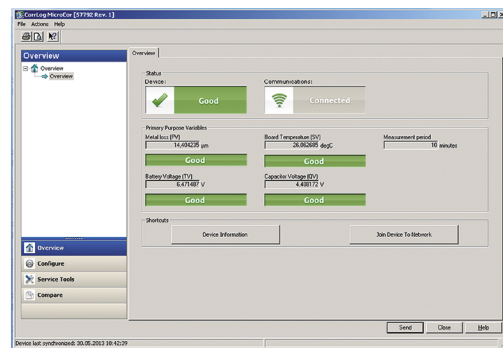 CorrLog MicroCor [57792 Rev. 1]
File Actions Help
Overview
Overview
Overview
Overview
Configure
Service Tools
Compare
Overview
Status
Device:
Good
Communications:
Connected
Primary Purpose Variables
Metal loss (PV)
14,494235 μm
Good
Board Temperature (SV)
26,062685 degC
Good
Measurement period
10 minutes
Battery Voltage (TV)
6,471487 V
Good
Capacitor Voltage (QV)
4,498172 V
Good
Shortcuts
Device Information
Join Device To Network
Send Close Help
Device last synchronized: 30.05.2013 10:42:39